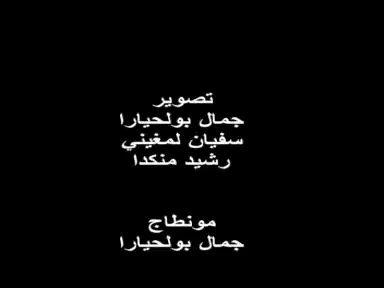 تصوير
جمال بولحيارا
سفيان لمغيني
رشيد منكدا
مونطاج
جمال بولحيارا